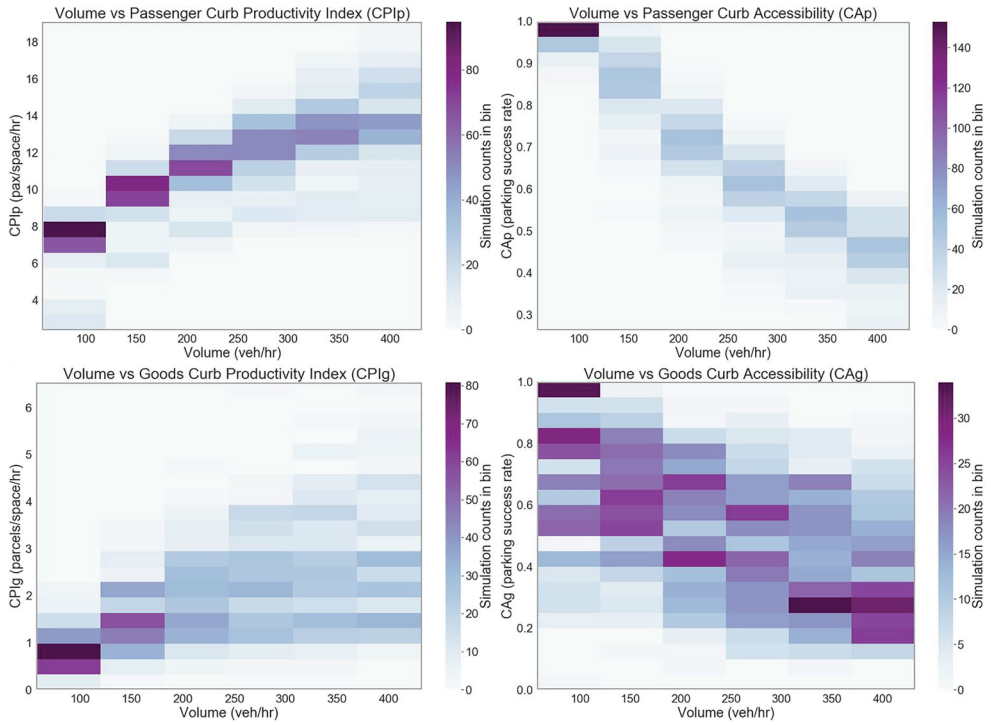 Volume vs Passenger Curb Productivity Index (CPIp)
CPIp (pax/space/hr)
18
16
14
12
10
8
6
4
100 150 200 250 300 350 400
Volume (veh/hr)
80
60
40
20
0
Simulation counts in bin
Volume vs Passenger Curb Accessibility (CAp)
CAp (parking success rate)
1.0
0.9
0.8
0.7
0.6
0.5
0.4
0.3
100 150 200 250 300 350 400
Volume (veh/hr)
140
120
100
80
60
40
20
0
Simulation counts in bin
Volume vs Goods Curb Productivity Index (CPIg)
CPIg (parcels/space/hr)
6
5
4
3
2
1
0
100 150 200 250 300 350 400
Volume (veh/hr)
80
70
60
50
40
30
20
10
0
Simulation counts in bin
Volume vs Goods Curb Accessibility (CAg)
CAg (parking success rate)
1.0
0.8
0.6
0.4
0.2
0.0
100 150 200 250 300 350 400
Volume (veh/hr)
30
25
20
15
10
5
0
Simulation counts in bin